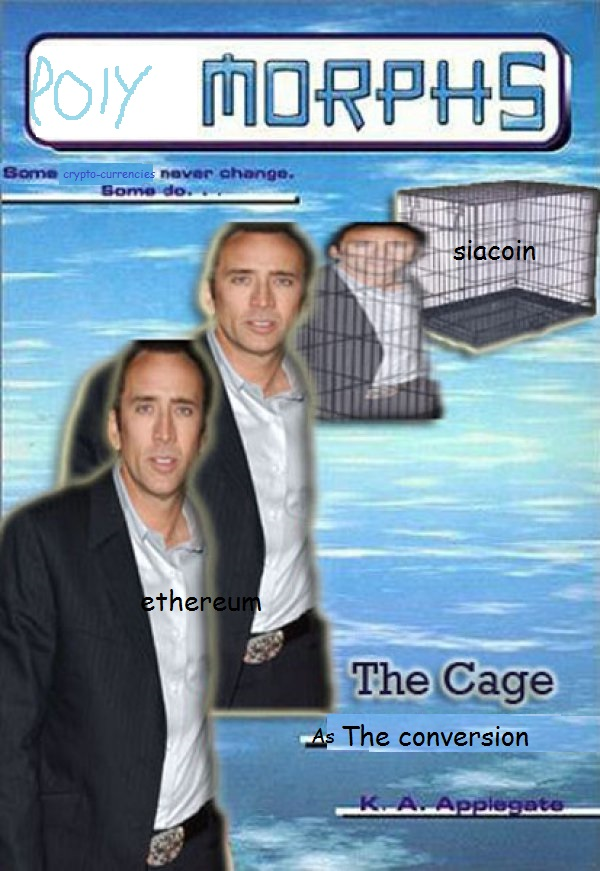 POlY MORPHS
Some crypto-currencies never change.
Some do. . .
siacoin
ethereum
The Cage
As The conversion
K. A. Applegate